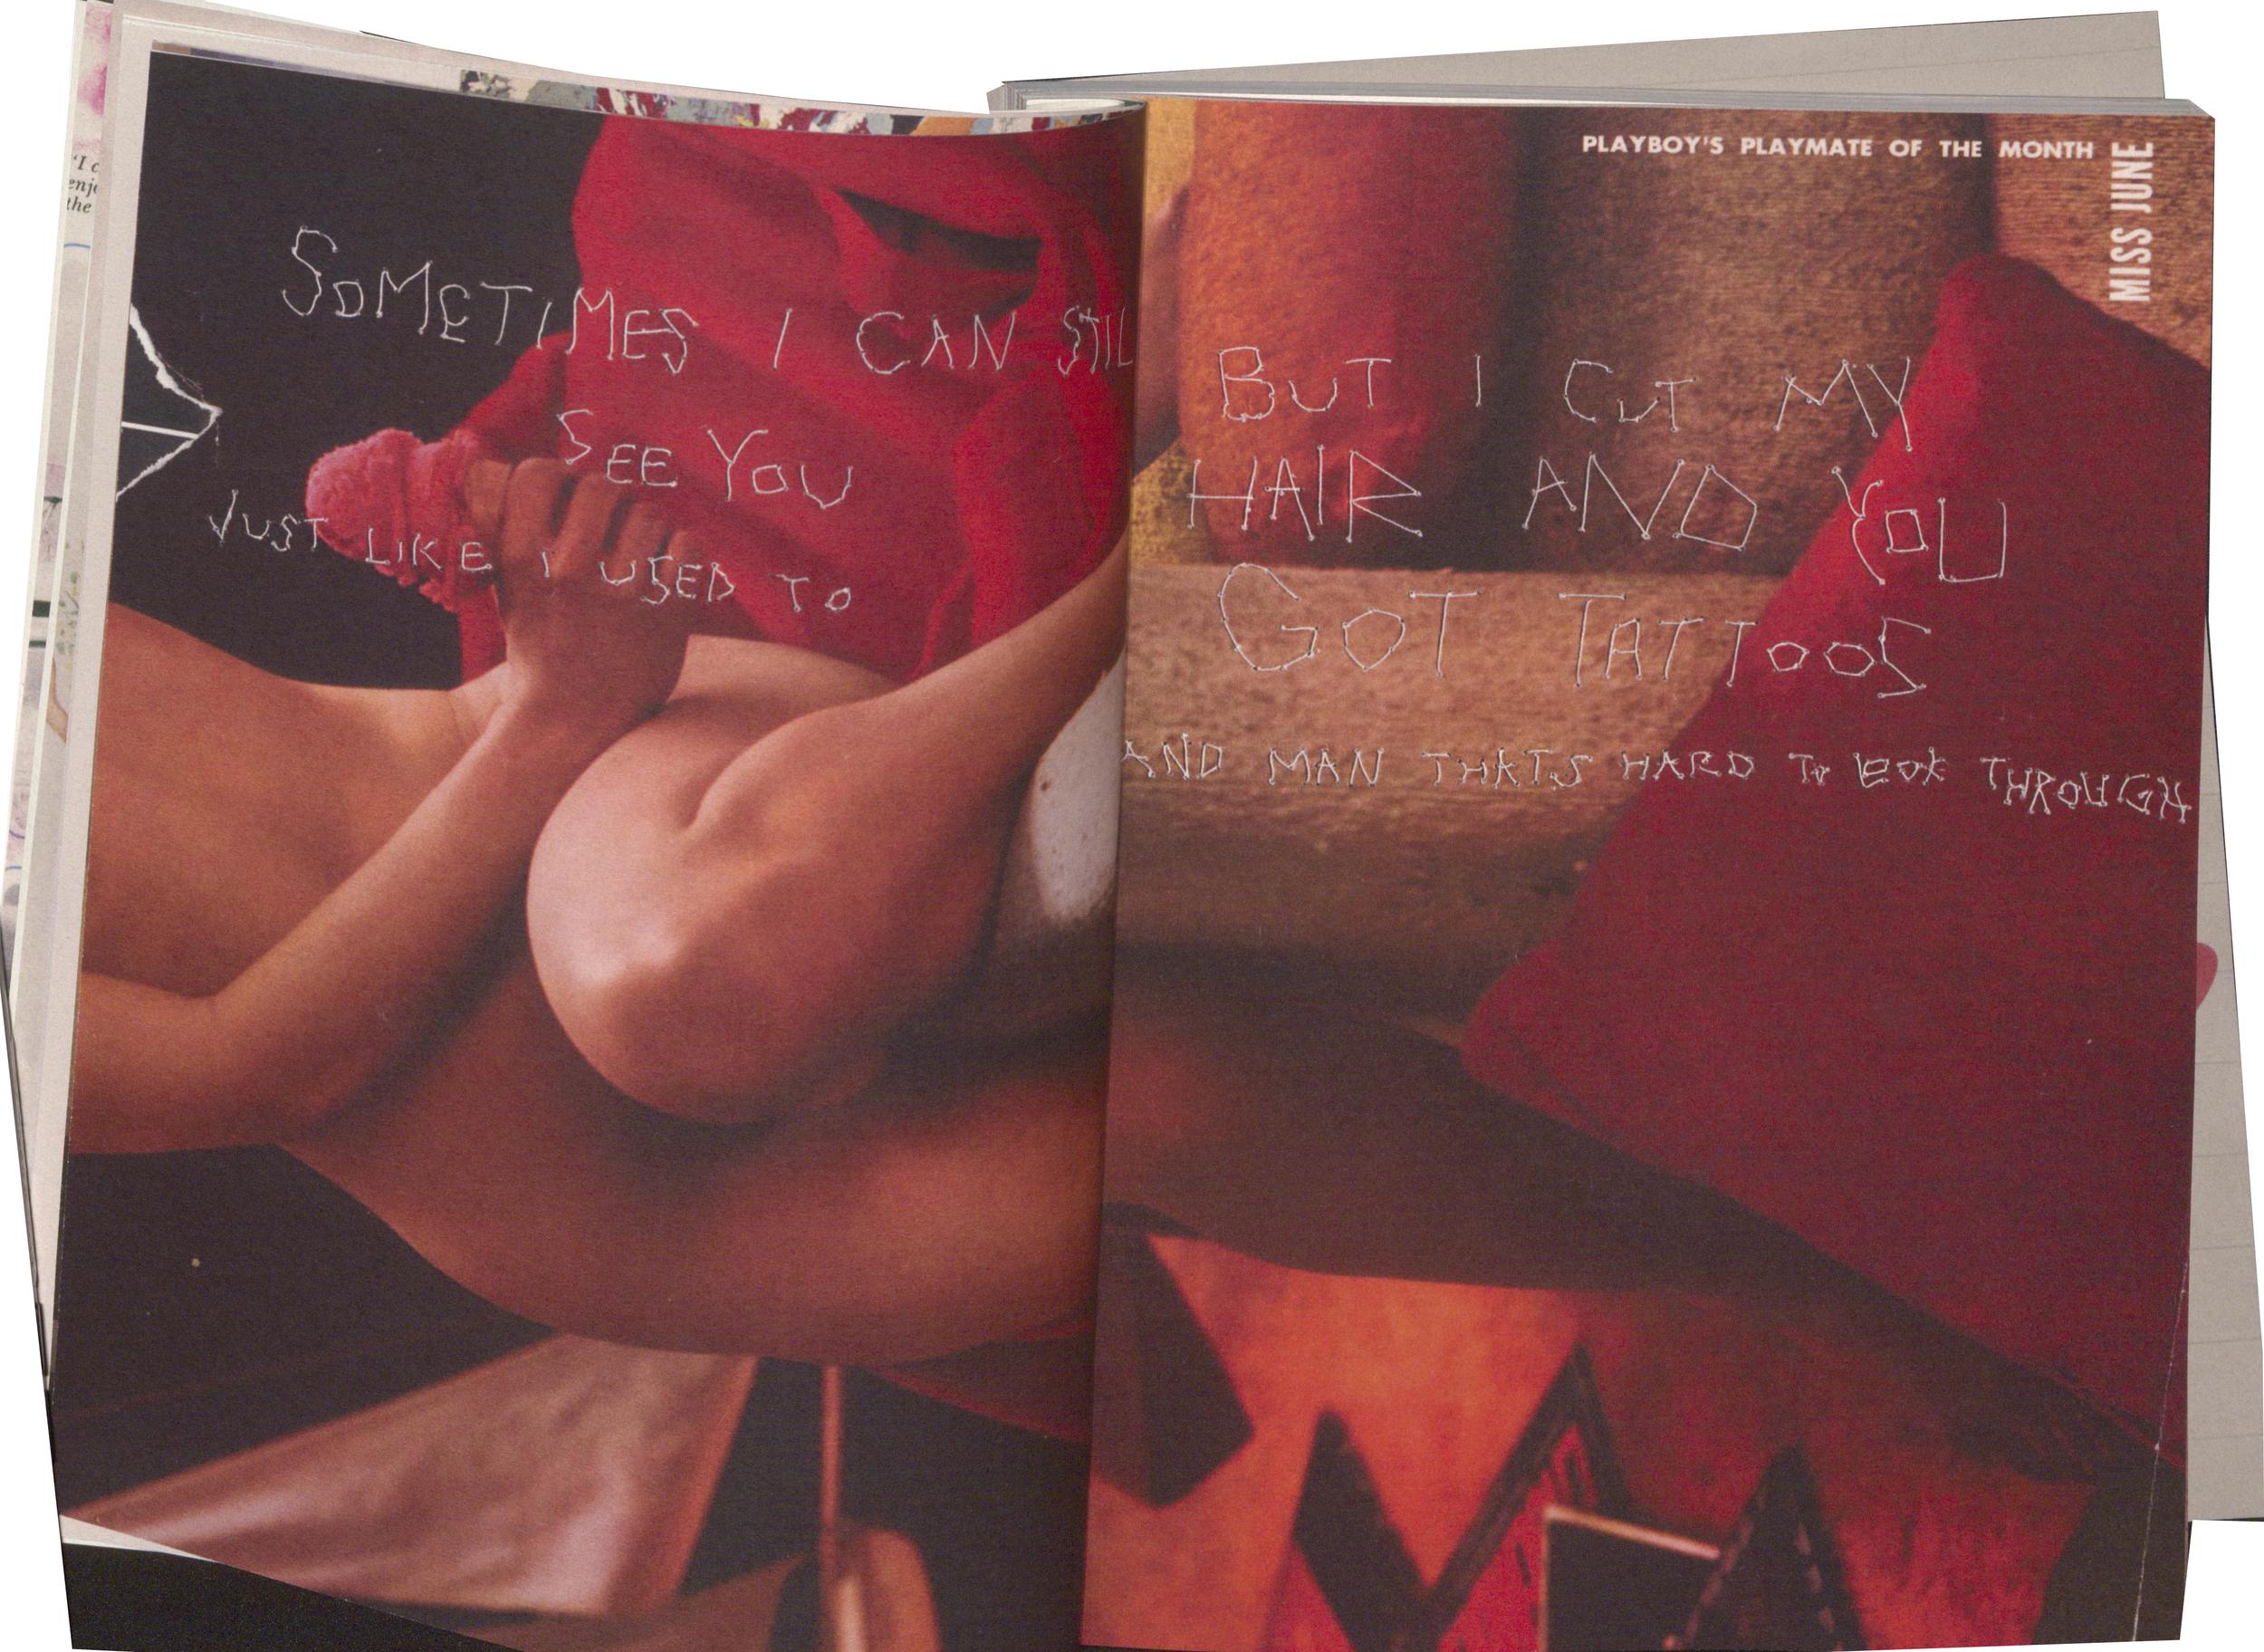 "I c
enj
the
SOMETIMES I CAN STIL
SEE YOU
JUST LIKE I USED TO
PLAYBOY'S PLAYMATE OF THE MONTH
MISS JUNE
BUT I CUT MY
HAIR AND YOU
GOT TATTOOS
AND MAN THATS HARD TO LOOK THROUGH